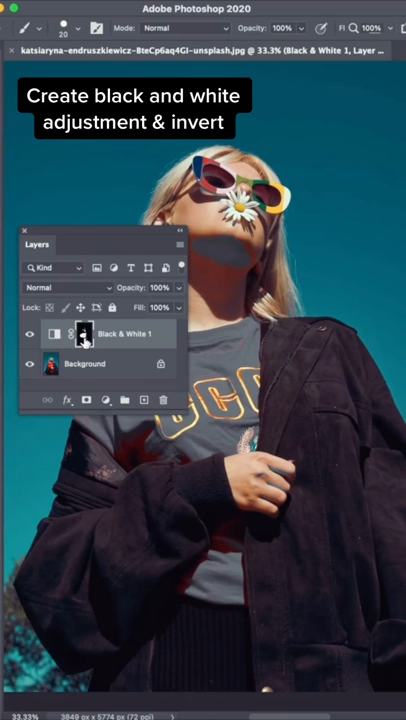 Adobe Photoshop 2020
20
Mode: Normal
Opacity: 100%
Fl
100%
× katsiaryna-endruszkiewicz-BteCp6aq4GI-unsplash.jpg @ 33.3% (Black & White 1, Layer ...
Create black and white
adjustment & invert
Layers
Kind
Normal
Opacity: 100%
Lock:
Fill: 100%
Black & White 1
Background
fx
33.33%
3849 px x 5774 px (72 ppi)